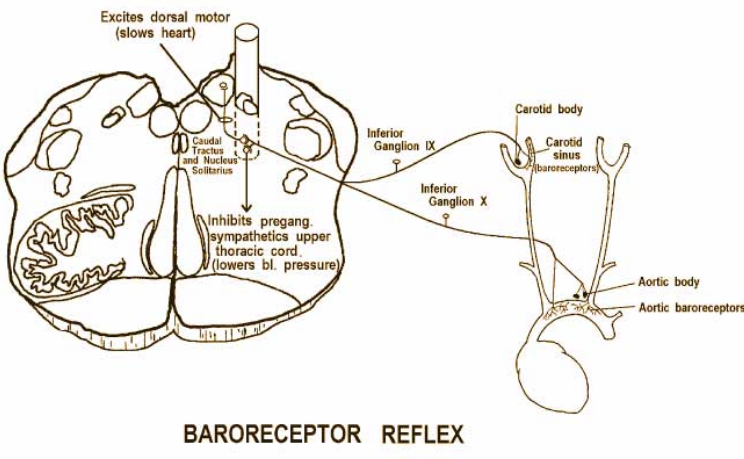 Excites dorsal motor
(slows heart)
Caudal
Tractus
and Nucleus
Solitarius
Inhibits pregang.
sympathetics upper
thoracic cord.
(lowers bl. pressure)
Inferior
Ganglion IX
Inferior
Ganglion X
Carotid body
Carotid
sinus
(baroreceptors)
Aortic body
Aortic baroreceptors
BARORECEPTOR REFLEX